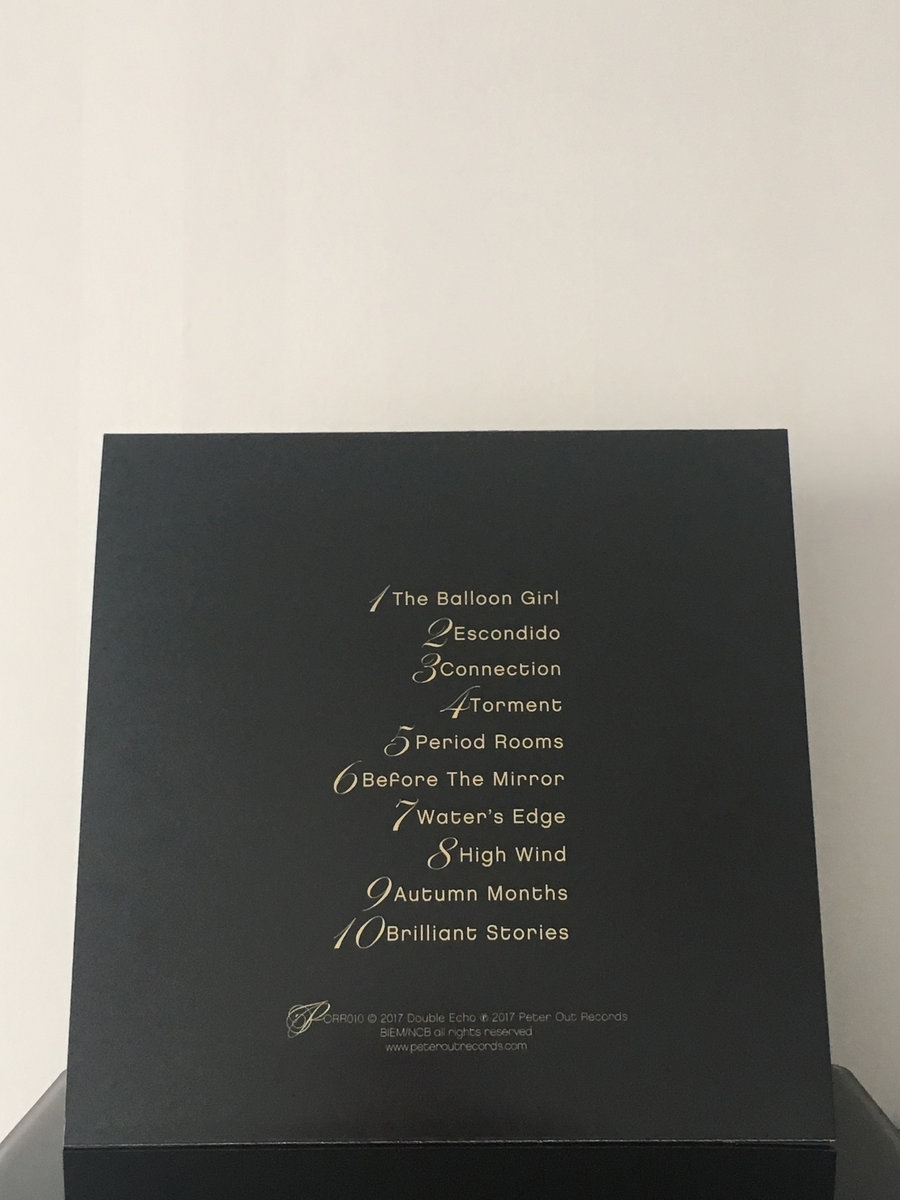 1 The Balloon Girl
2 Escondido
3 Connection
4 Torment
5 Period Rooms
6 Before The Mirror
7 Water's Edge
8 High Wind
9 Autumn Months
10 Brilliant Stories
PORR010 © 2017 Double Echo ℗ 2017 Peter Out Records
BIEM/NCB all rights reserved
www.peteroutrecords.com